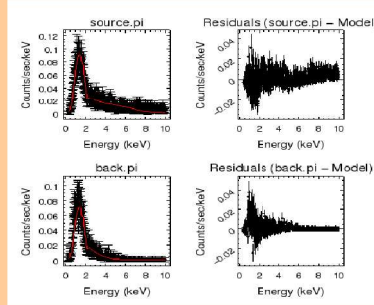 source.pi
Residuals (source.pi - Model
Counts/sec/keV
0.12
0.1
0.08
0.06
0.04
0.02
0
0 2 4 6 8 10
Energy (keV)
Counts/sec/keV
0.04
0.02
0
-0.02
0 2 4 6 8 10
Energy (keV)
back.pi
Residuals (back.pi - Model)
Counts/sec/keV
0.1
0.08
0.06
0.04
0.02
0
0 2 4 6 8 10
Energy (keV)
Counts/sec/keV
0.04
0.02
0
-0.02
0 2 4 6 8 10
Energy (keV)